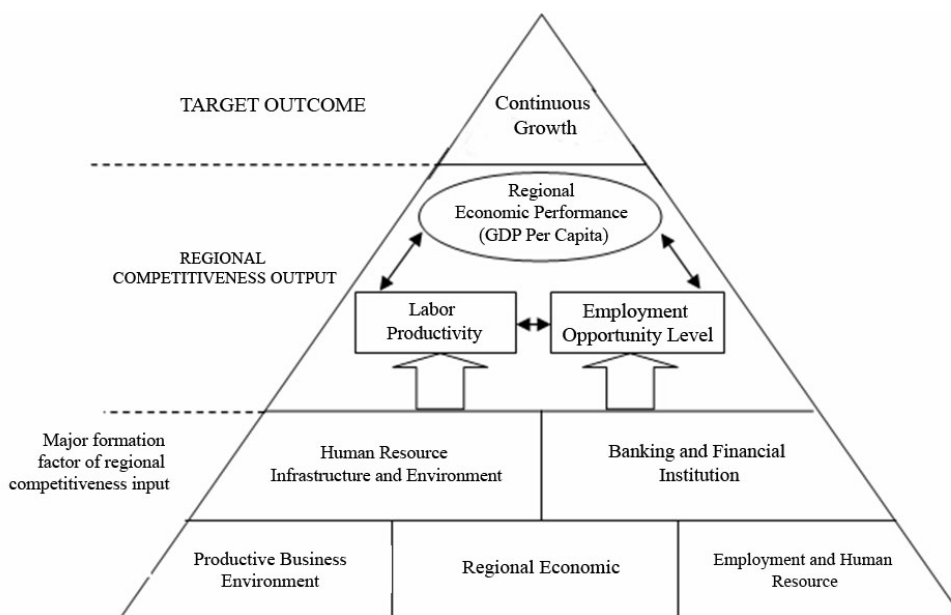 TARGET OUTCOME
Continuous
Growth
Regional
Economic Performance
(GDP Per Capita)
REGIONAL
COMPETITIVENESS OUTPUT
Labor
Productivity
Employment
Opportunity Level
Major formation
factor of regional
competitiveness input
Human Resource
Infrastructure and Environment
Banking and Financial
Institution
Productive Business
Environment
Regional Economic
Employment and Human
Resource